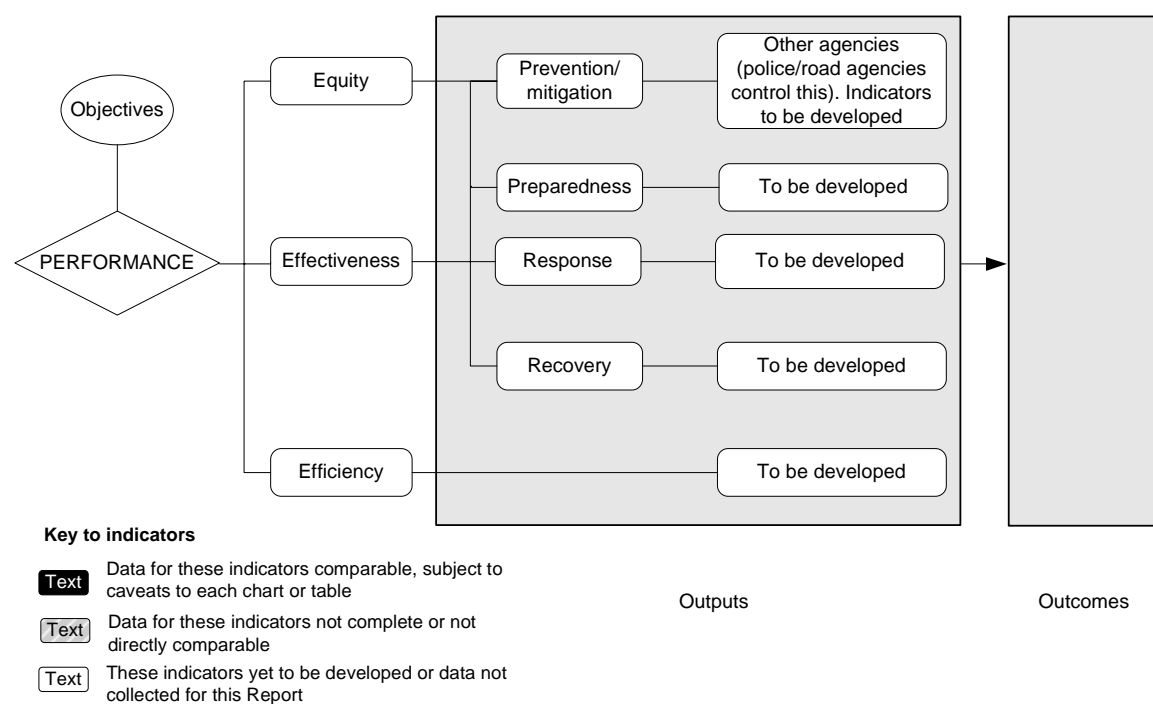 Objectives
PERFORMANCE
Equity
Effectiveness
Efficiency
Prevention/
mitigation
Preparedness
Response
Recovery
Other agencies
(police/road agencies
control this). Indicators
to be developed
To be developed
To be developed
To be developed
To be developed
Outputs
Outcomes
Key to indicators
Text
Data for these indicators comparable, subject to
caveats to each chart or table
Text
Data for these indicators not complete or not
directly comparable
Text
These indicators yet to be developed or data not
collected for this Report